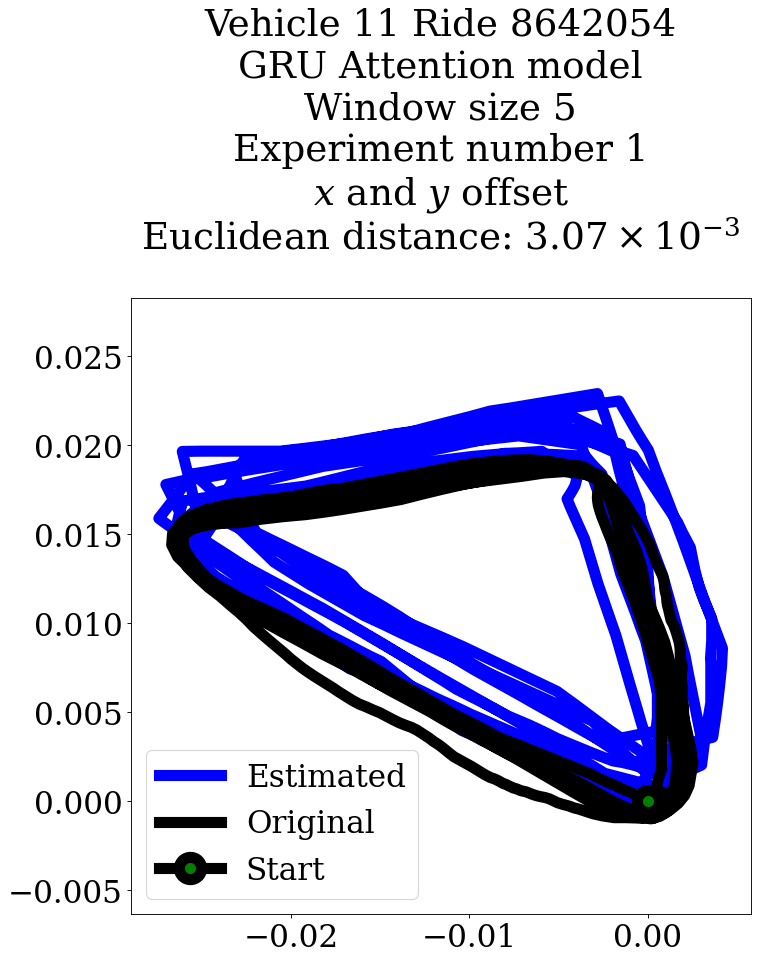 Vehicle 11 Ride 8642054
GRU Attention model
Window size 5
Experiment number 1
x and y offset
Euclidean distance: 3.07 × 10⁻³
0.025
0.020
0.015
0.010
0.005
0.000
−0.005
Estimated
Original
Start
−0.02
−0.01
0.00